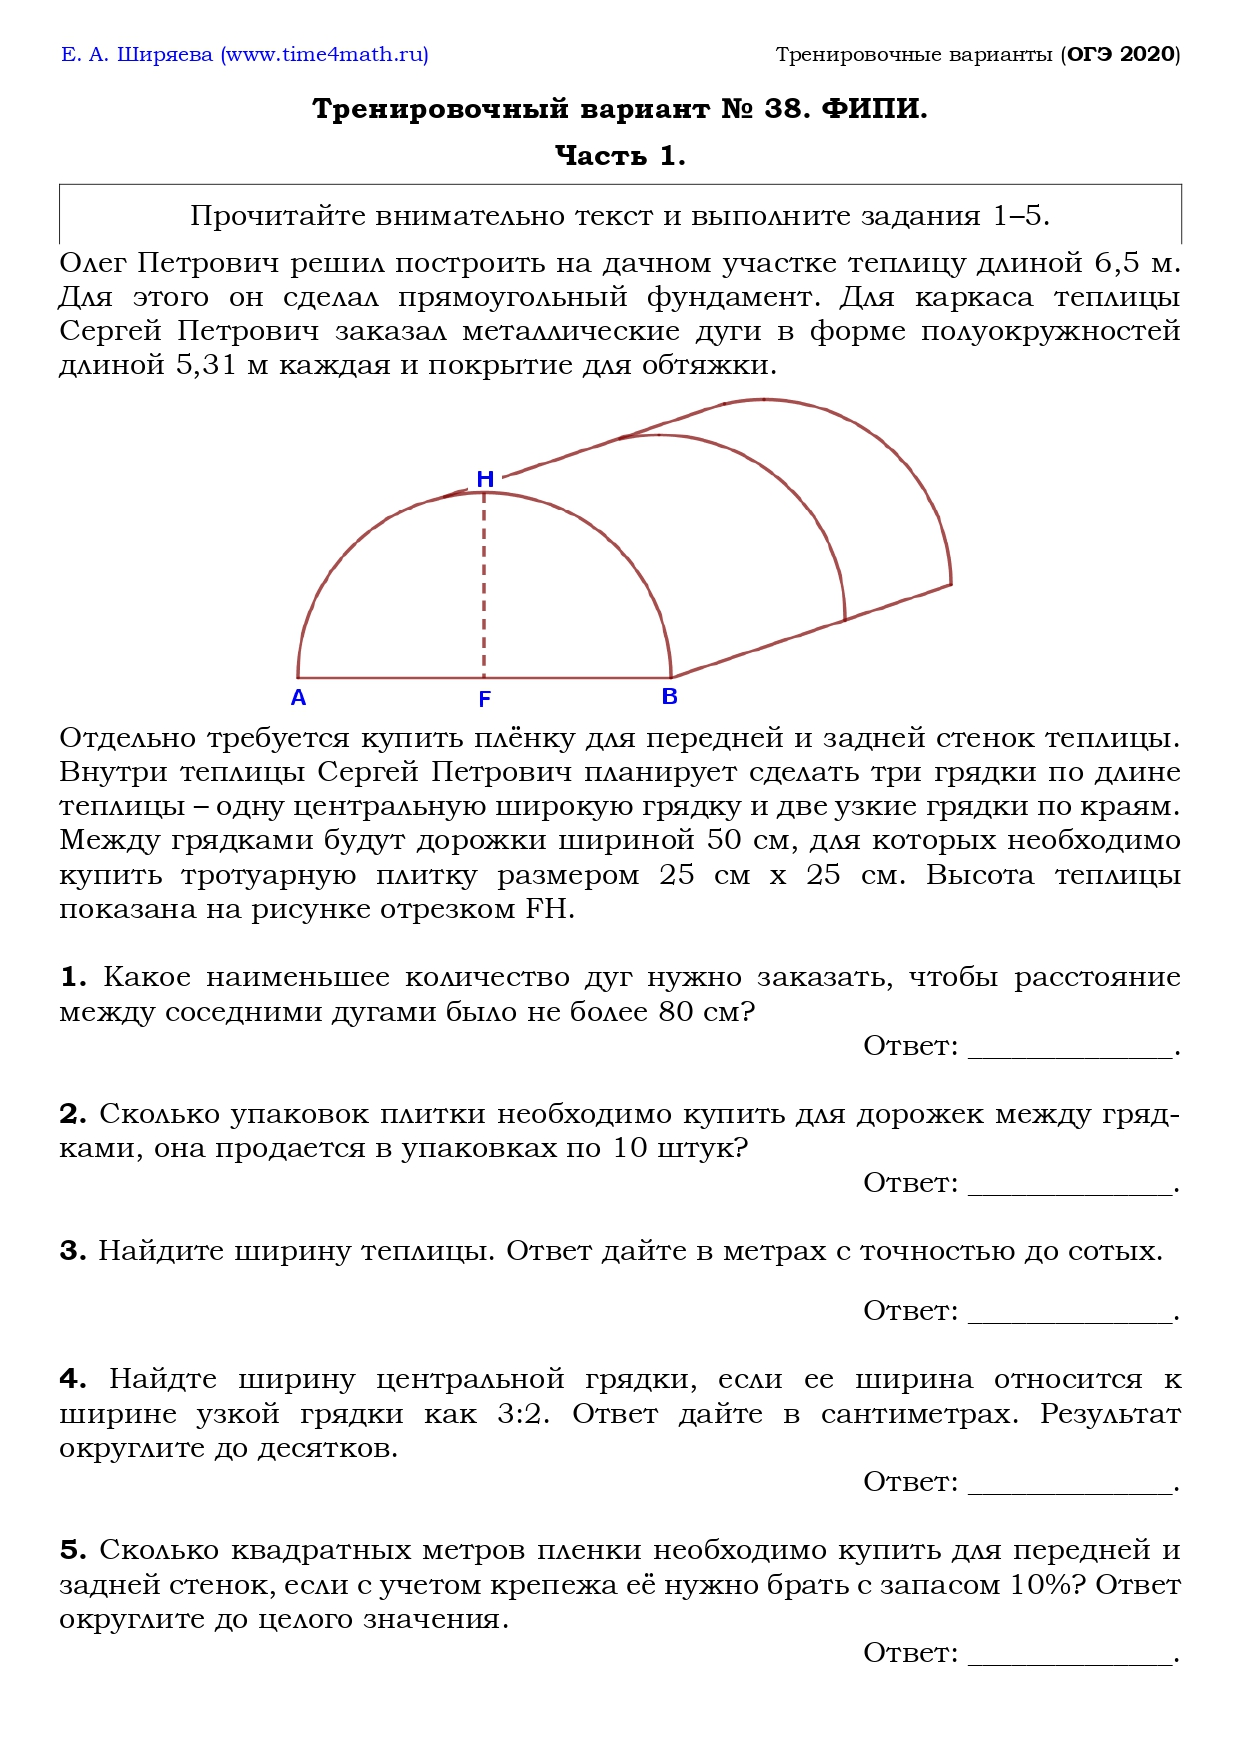 Е. А. Ширяева (www.time4math.ru) Тренировочные варианты (ОГЭ 2020)
Тренировочный вариант № 38. ФИПИ.
Часть 1.
Прочитайте внимательно текст и выполните задания 1–5.
Олег Петрович решил построить на дачном участке теплицу длиной 6,5 м.
Для этого он сделал прямоугольный фундамент. Для каркаса теплицы
Сергей Петрович заказал металлические дуги в форме полуокружностей
длиной 5,31 м каждая и покрытие для обтяжки.
H
A F B
Отдельно требуется купить плёнку для передней и задней стенок теплицы.
Внутри теплицы Сергей Петрович планирует сделать три грядки по длине
теплицы – одну центральную широкую грядку и две узкие грядки по краям.
Между грядками будут дорожки шириной 50 см, для которых необходимо
купить тротуарную плитку размером 25 см х 25 см. Высота теплицы
показана на рисунке отрезком FH.
1. Какое наименьшее количество дуг нужно заказать, чтобы расстояние
между соседними дугами было не более 80 см?
Ответ: ______________.
2. Сколько упаковок плитки необходимо купить для дорожек между гряд-
ками, она продается в упаковках по 10 штук?
Ответ: ______________.
3. Найдите ширину теплицы. Ответ дайте в метрах с точностью до сотых.
Ответ: ______________.
4. Найдте ширину центральной грядки, если ее ширина относится к
ширине узкой грядки как 3:2. Ответ дайте в сантиметрах. Результат
округлите до десятков.
Ответ: ______________.
5. Сколько квадратных метров пленки необходимо купить для передней и
задней стенок, если с учетом крепежа её нужно брать с запасом 10%? Ответ
округлите до целого значения.
Ответ: ______________.